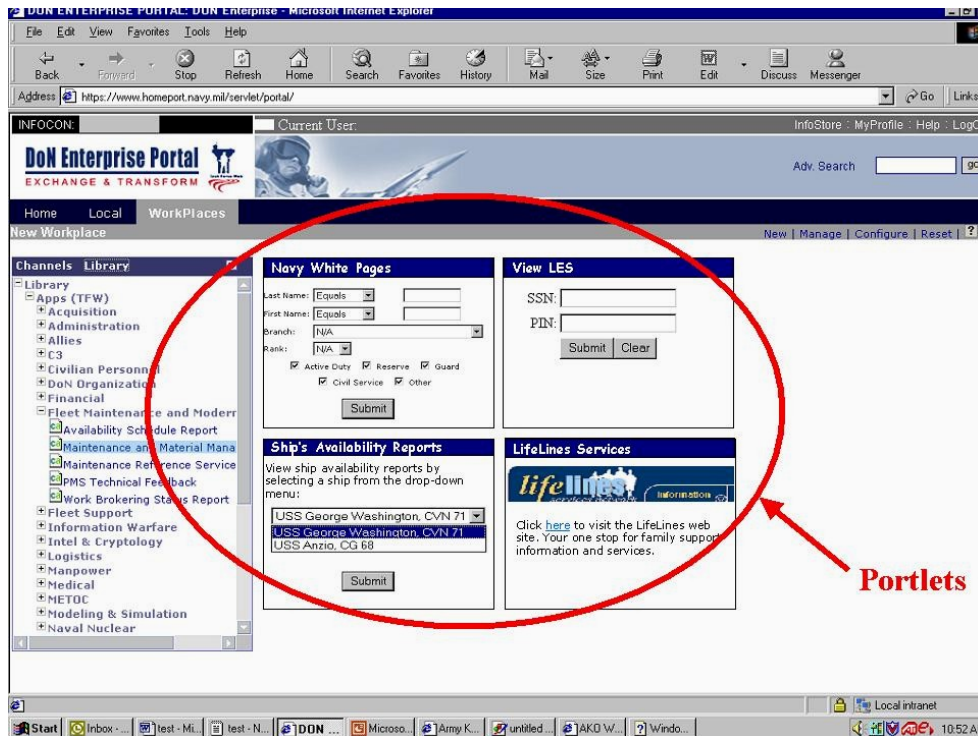 DON ENTERPRISE PORTAL: DON Enterprise - Microsoft Internet Explorer
File Edit View Favorites Tools Help
Back Forward Stop Refresh Home Search Favorites History Mail Size Print Edit Discuss Messenger
Address https://www.homeport.navy.mil/servlet/portal/ Go Links
INFOCON: Current User: InfoStore : MyProfile : Help : LogO
DoN Enterprise Portal
EXCHANGE & TRANSFORM
Adv. Search go
Home Local WorkPlaces
New Workplace New | Manage | Configure | Reset | ?
Channels Library
Library
Apps (TFW)
Acquisition
Administration
Allies
C3
Civilian Personnel
DoN Organization
Financial
Fleet Maintenance and Modern
Availability Schedule Report
Maintenance and Material Mana
Maintenance Reference Service
PMS Technical Feedback
Work Brokering Status Report
Fleet Support
Information Warfare
Intel & Cryptology
Logistics
Manpower
Medical
METOC
Modeling & Simulation
Naval Nuclear
Navy White Pages
Last Name: Equals
First Name: Equals
Branch: N/A
Rank: N/A
Active Duty Reserve Guard
Civil Service Other
Submit
View LES
SSN:
PIN:
Submit Clear
Ship's Availability Reports
View ship availability reports by
selecting a ship from the drop-down
menu:
USS George Washington, CVN 71
USS George Washington, CVN 71
USS Anzio, CG 68
Submit
LifeLines Services
lifelines
services network
Information
Click here to visit the LifeLines web
site. Your one stop for family support
information and services.
Portlets
Local intranet
Start Inbox - ... test - Mi... test - N... DON ... Microso... Army K... untitled ... AKO W... Windo... 10:52 A